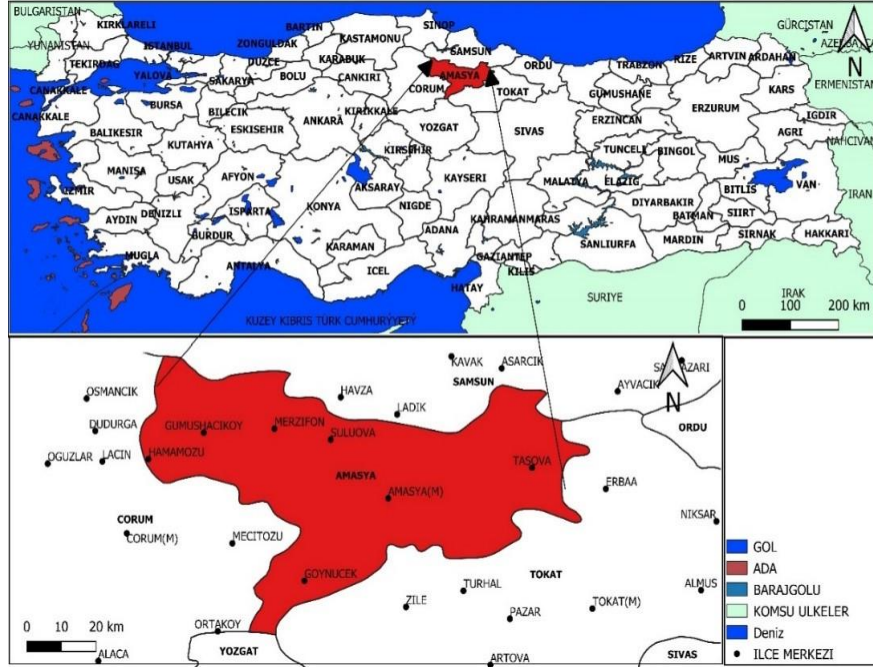 BULGARISTAN
KIRKLARELI
YUNANISTAN
TEKIRDAG
ISTANBUL
CANAKKALE
YALOVA
CANAKKALE
BURSA
BALIKESIR
BILECIK
SAKARYA
DUZCE
ZONGULDAK
BARTIN
KARABUK
BOLU
KASTAMONU
CANKIRI
SINOP
SAMSUN
AMASYA
CORUM
ORDU
TOKAT
TRABZON
RIZE
ARTVIN
ARDAHAN
GÜRCISTAN
KARS
ERMENISTAN
IGDIR
NAHCIVAN
AGRI
GUMUSHANE
ERZURUM
ERZINCAN
ANKARA
KIRIKKALE
YOZGAT
SIVAS
ESKISEHIR
KUTAHYA
MANISA
USAK
AFYON
KIRSEHIR
TUNCELI
BINGOL
MUS
IZMIR
AKSARAY
KAYSERI
MALATYA
ELAZIG
BITLIS
VAN
IRAN
AYDIN
DENIZLI
ISPARTA
KONYA
NIGDE
DIYARBAKIR
BATMAN
SIIRT
BURDUR
KAHRAMANMARAS
ADANA
MUGLA
KARAMAN
GAZIANTEP
SANLIURFA
MARDIN
SIRNAK
HAKKARI
ANTALYA
ICEL
KILIS
HATAY
SURIYE
IRAK
KUZEY KIBRIS TÜRK CUMHURÝYETÝ
N
0 100 200 km
OSMANCIK
DUDURGA
OGUZLAR
LACIN
HAMAMOZU
GUMUSHACIKOY
MERZIFON
SULUOVA
HAVZA
LADIK
KAVAK
ASARCIK
SAMSUN
AYVACIK
N
ORDU
AMASYA
AMASYA(M)
TASOVA
ERBAA
NIKSAR
CORUM
CORUM(M)
MECITOZU
GOYNUCEK
TOKAT
TURHAL
ZILE
PAZAR
TOKAT(M)
ALMUS
ORTAKOY
YOZGAT
ALACA
ARTOVA
SIVAS
0 10 20 km
GOL
ADA
BARAJGOLU
KOMSU ULKELER
Deniz
ILCE MERKEZI